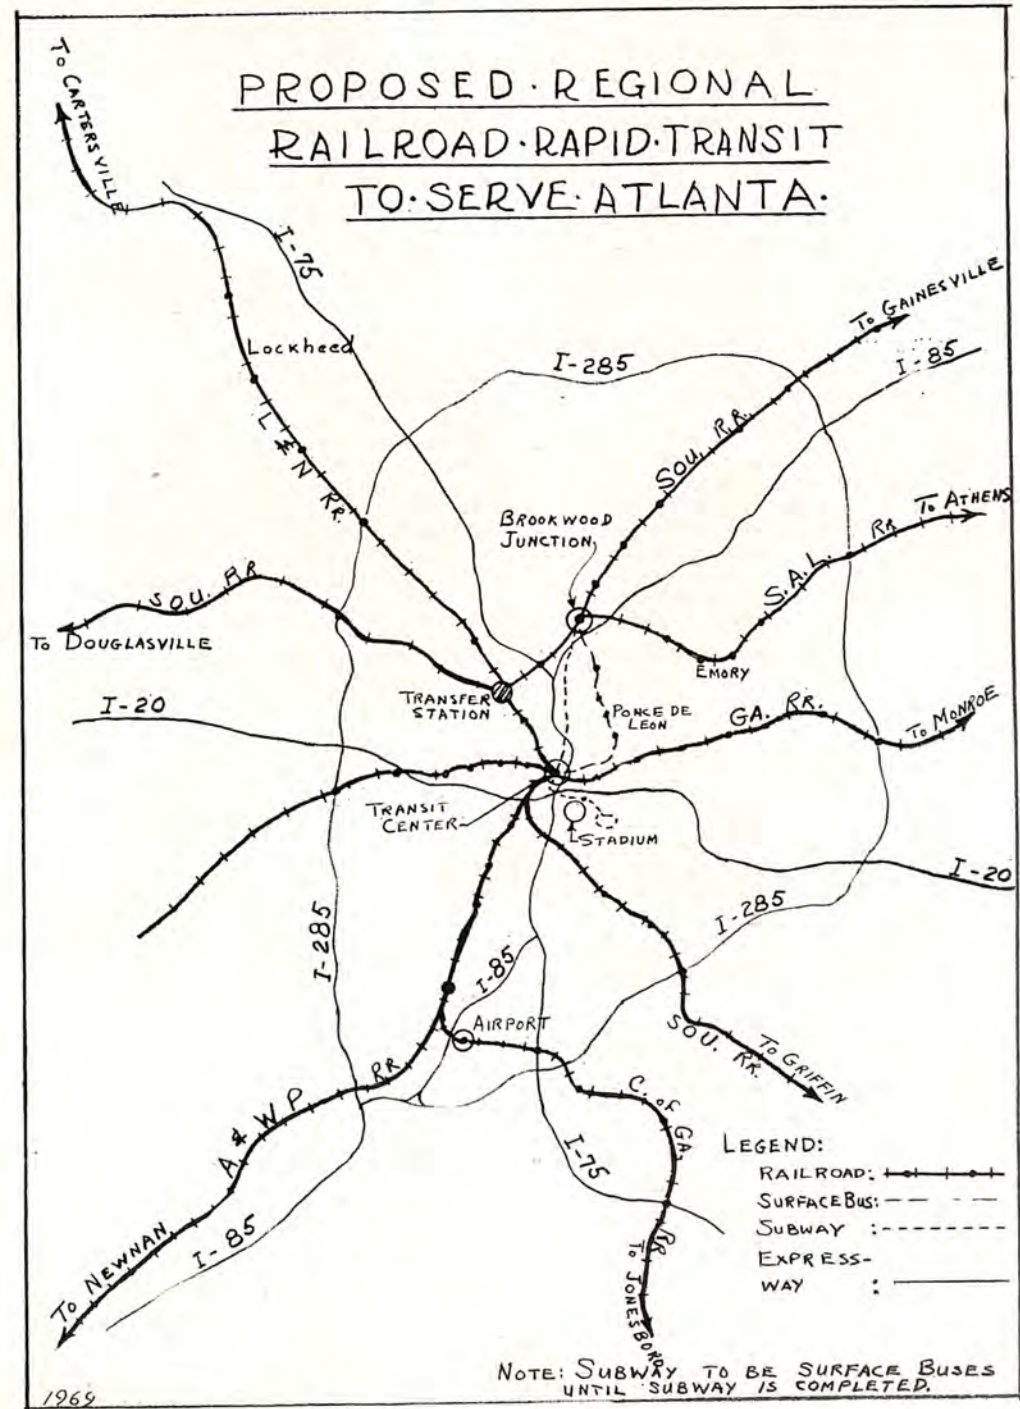 PROPOSED · REGIONAL
RAILROAD · RAPID · TRANSIT
TO · SERVE · ATLANTA ·
TO CARTERSVILLE
I-75
Lockheed
L & N RR.
I-285
TO GAINESVILLE
I-85
SOU. R.R.
BROOKWOOD
JUNCTION
TO ATHENS
S.A.L. RR
SOU. RR
TO DOUGLASVILLE
EMORY
TRANSFER
STATION
I-20
PONCE DE
LEON
GA. RR.
TO MONROE
TRANSIT
CENTER
STADIUM
I-20
I-285
I-285
I-85
AIRPORT
SOU. RR.
TO GRIFFIN
A & W P RR
C. OF GA. RR
I-75
TO NEWNAN
I-85
TO JONESBORO
LEGEND:
RAILROAD:
SURFACE BUS:
SUBWAY :
EXPRESS-
WAY :
NOTE: SUBWAY TO BE SURFACE BUSES
UNTIL SUBWAY IS COMPLETED.
1969